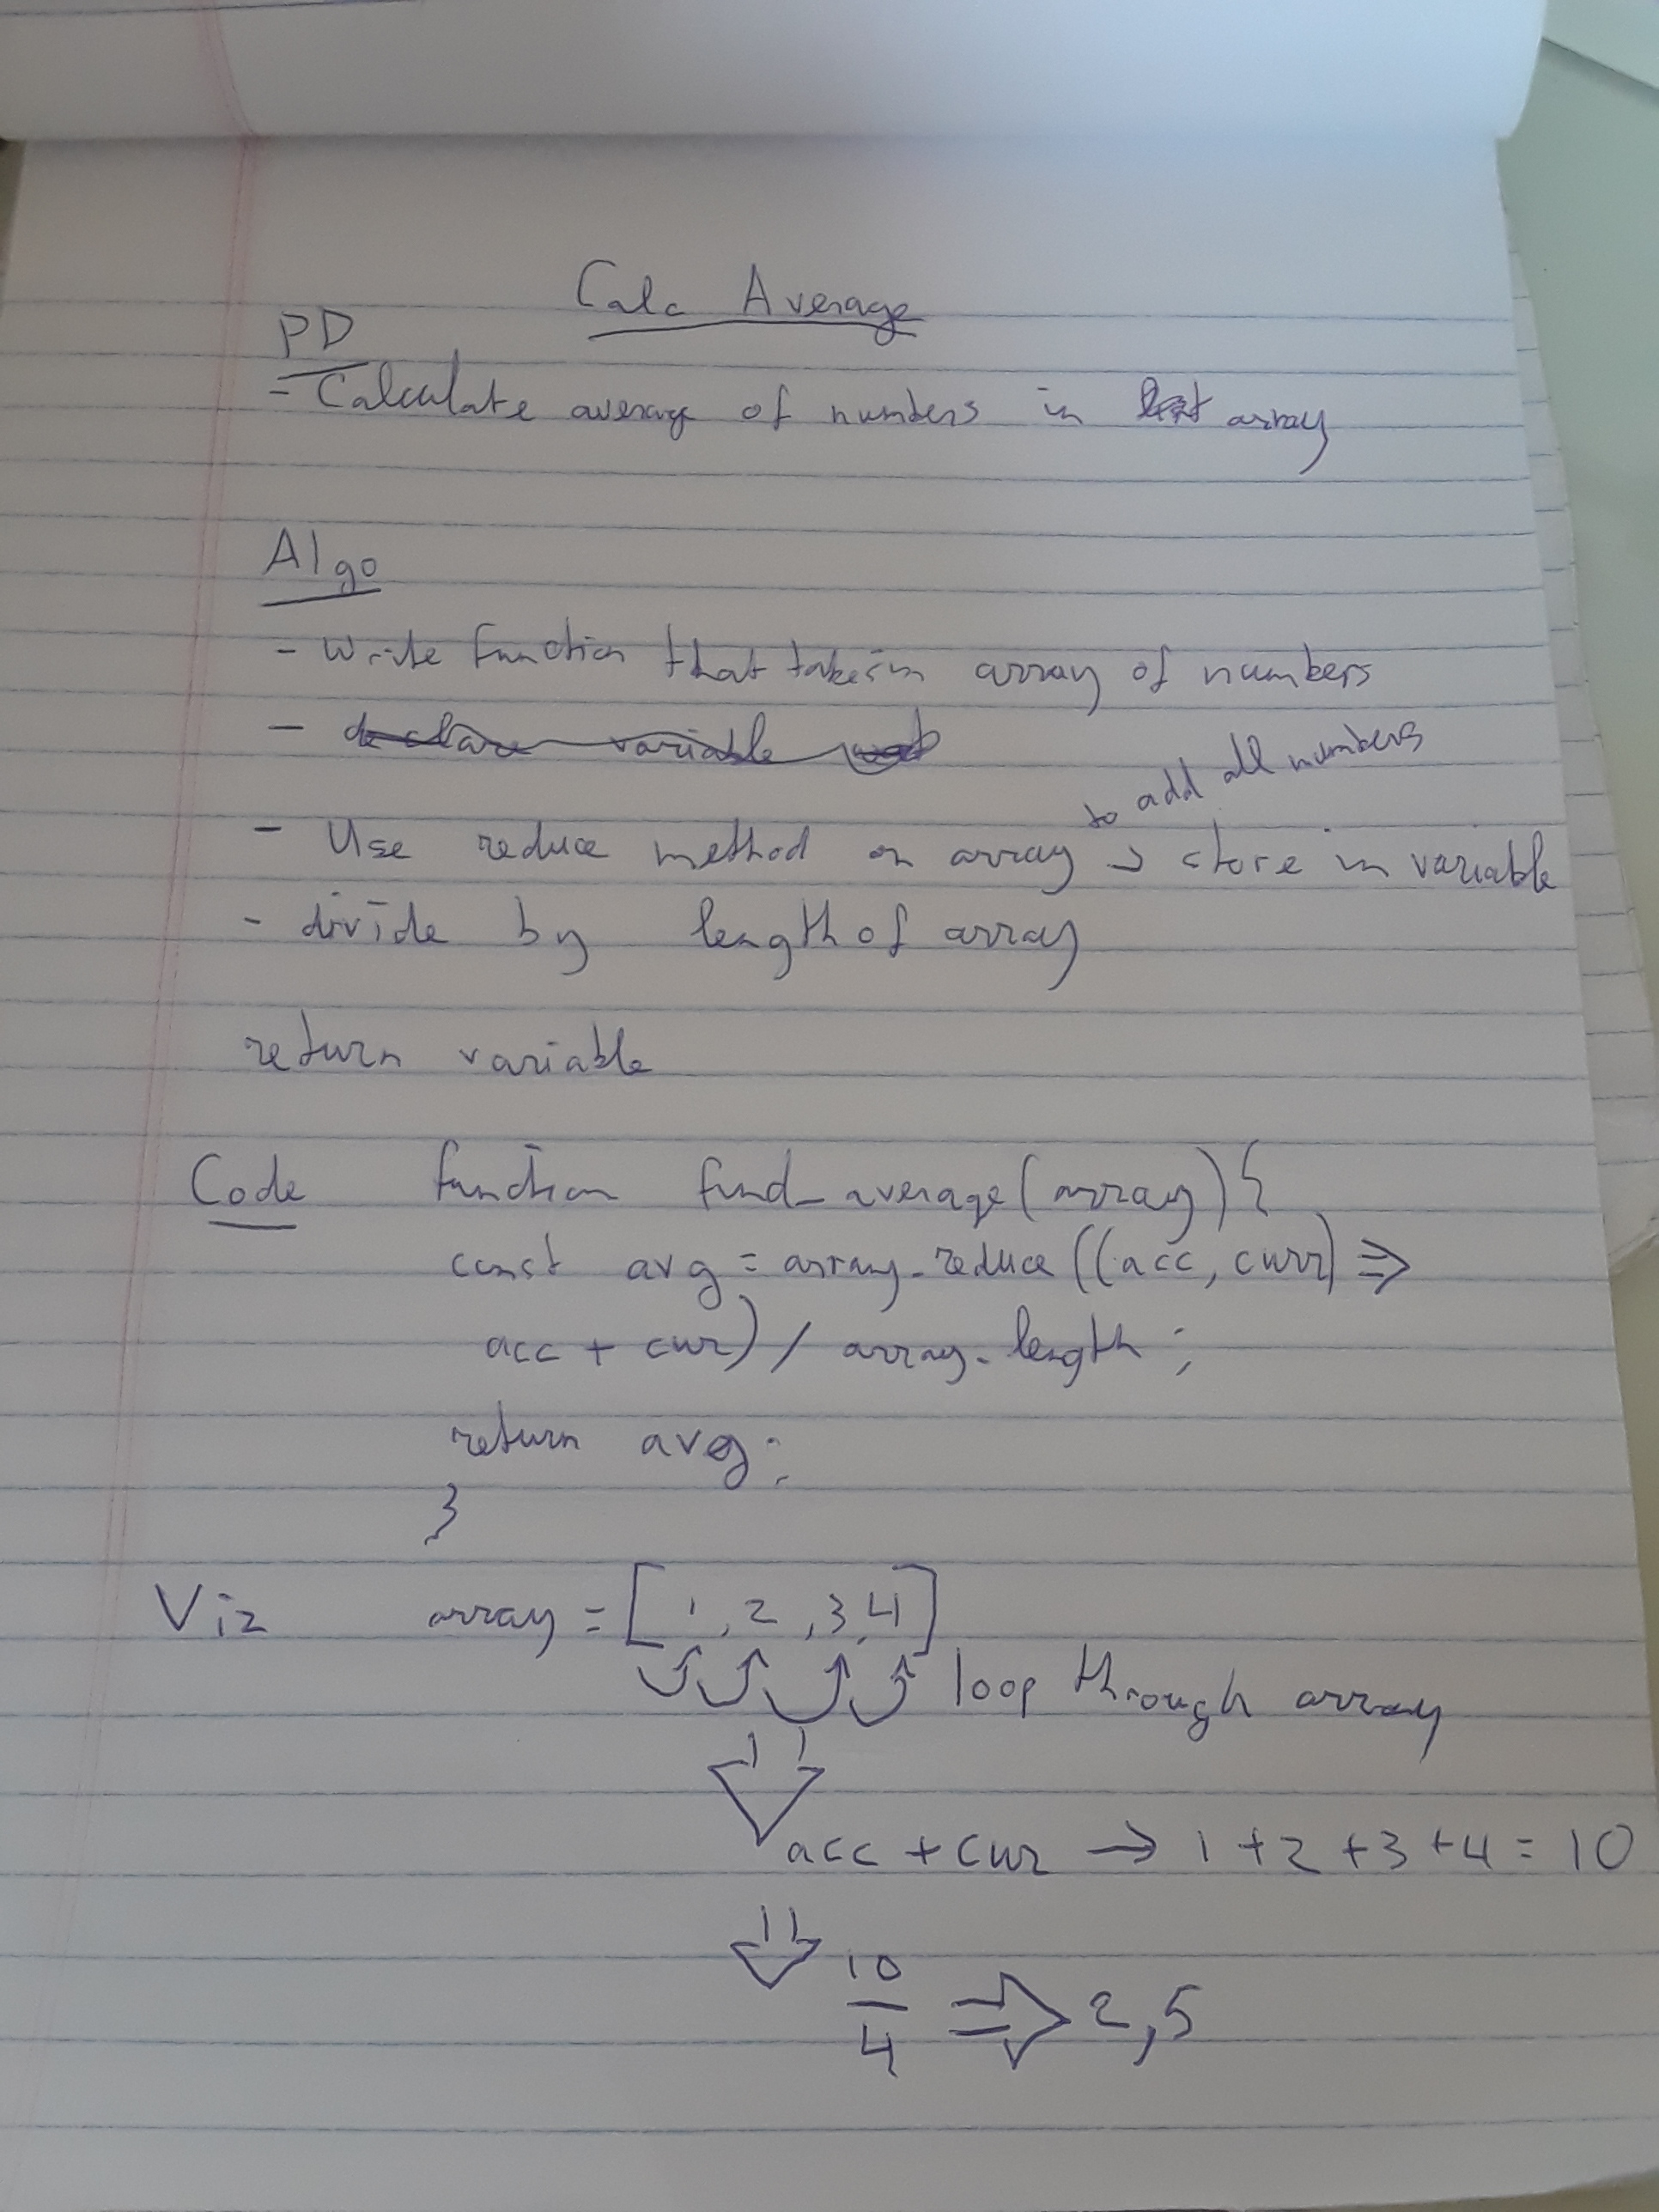 Calc Average
PD
- Calculate average of numbers in array
Algo
- Write function that takes in array of numbers
- declare variable
to add all numbers
- Use reduce method on array → store in variable
- divide by length of array
return variable
Code function find_average(array){
const avg = array.reduce((acc, curr) =>
acc + curr) / array.length;
return avg;
}
Viz array = [1, 2, 3, 4]
loop through array
acc + curr → 1 + 2 + 3 + 4 = 10
10
4 ⇒ 2,5